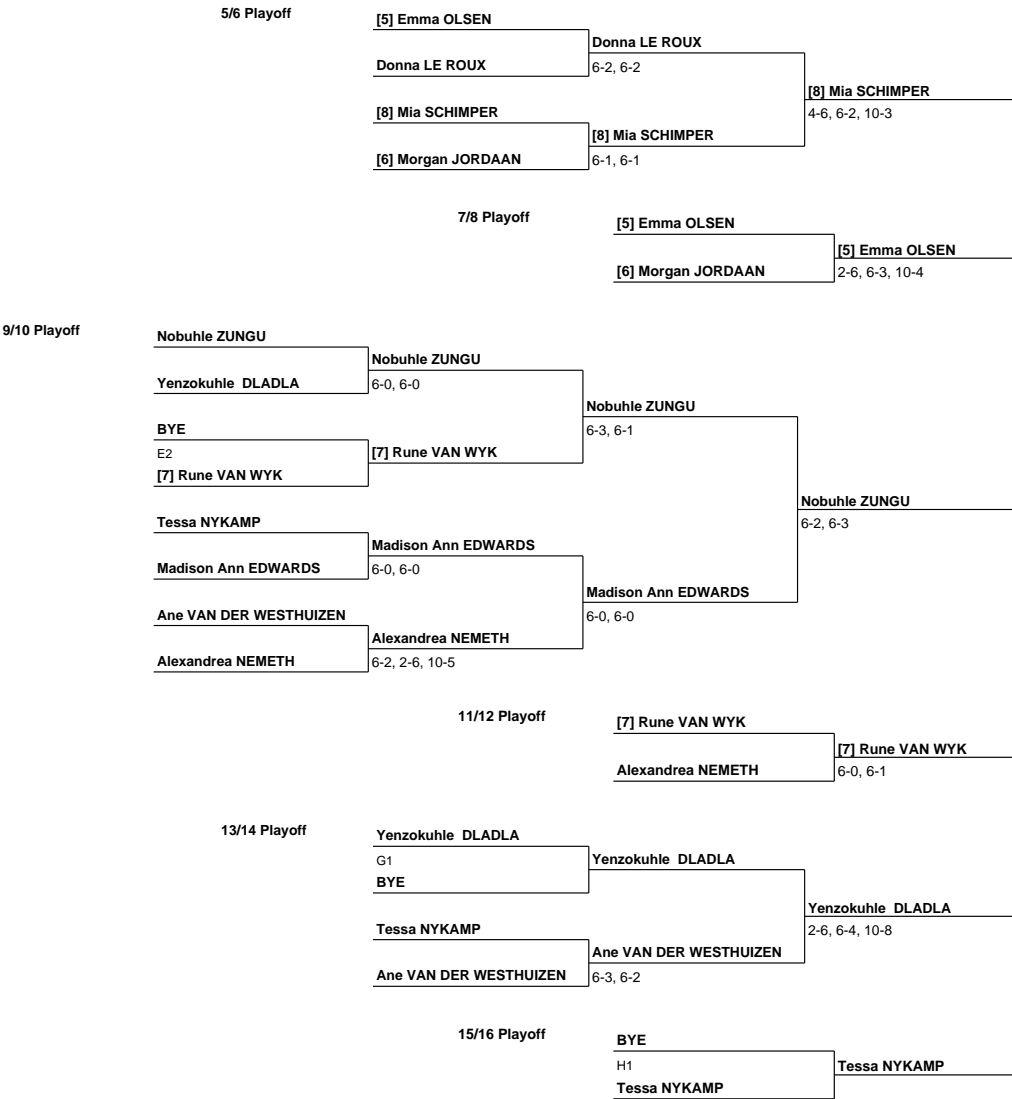 5/6 Playoff
[5] Emma OLSEN
Donna LE ROUX
Donna LE ROUX
6-2, 6-2
[8] Mia SCHIMPER
4-6, 6-2, 10-3
[8] Mia SCHIMPER
[8] Mia SCHIMPER
[6] Morgan JORDAAN
6-1, 6-1
7/8 Playoff
[5] Emma OLSEN
[5] Emma OLSEN
[6] Morgan JORDAAN
2-6, 6-3, 10-4
9/10 Playoff
Nobuhle ZUNGU
Nobuhle ZUNGU
Yenzokuhle DLADLA
6-0, 6-0
Nobuhle ZUNGU
6-3, 6-1
BYE
E2
[7] Rune VAN WYK
[7] Rune VAN WYK
Nobuhle ZUNGU
6-2, 6-3
Tessa NYKAMP
Madison Ann EDWARDS
Madison Ann EDWARDS
6-0, 6-0
Madison Ann EDWARDS
6-0, 6-0
Ane VAN DER WESTHUIZEN
Alexandrea NEMETH
Alexandrea NEMETH
6-2, 2-6, 10-5
11/12 Playoff
[7] Rune VAN WYK
[7] Rune VAN WYK
Alexandrea NEMETH
6-0, 6-1
13/14 Playoff
Yenzokuhle DLADLA
G1
Yenzokuhle DLADLA
BYE
Yenzokuhle DLADLA
2-6, 6-4, 10-8
Tessa NYKAMP
Ane VAN DER WESTHUIZEN
Ane VAN DER WESTHUIZEN
6-3, 6-2
15/16 Playoff
BYE
H1
Tessa NYKAMP
Tessa NYKAMP